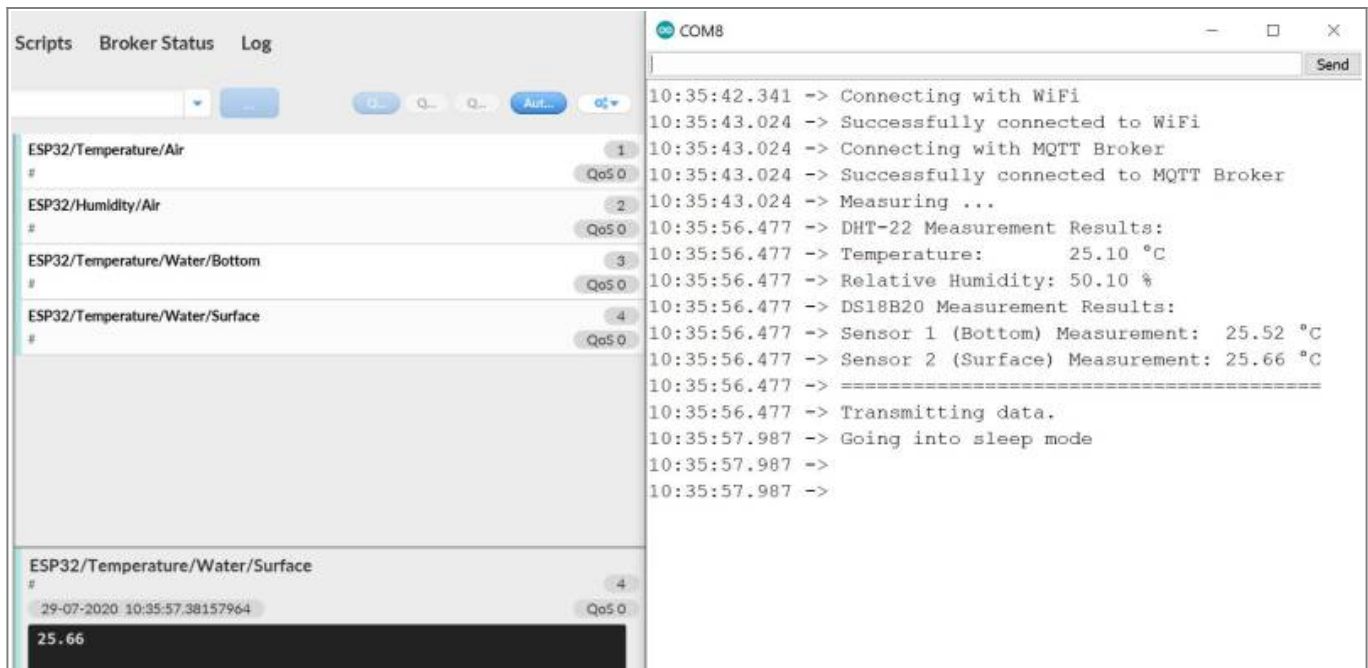 Scripts Broker Status Log
Q... Q... Q... Aut...
ESP32/Temperature/Air 1
# QoS 0
ESP32/Humidity/Air 2
# QoS 0
ESP32/Temperature/Water/Bottom 3
# QoS 0
ESP32/Temperature/Water/Surface 4
# QoS 0
ESP32/Temperature/Water/Surface
# 4
29-07-2020 10:35:57.38157964 QoS 0
25.66
COM8
Send
10:35:42.341 -> Connecting with WiFi
10:35:43.024 -> Successfully connected to WiFi
10:35:43.024 -> Connecting with MQTT Broker
10:35:43.024 -> Successfully connected to MQTT Broker
10:35:43.024 -> Measuring ...
10:35:56.477 -> DHT-22 Measurement Results:
10:35:56.477 -> Temperature: 25.10 °C
10:35:56.477 -> Relative Humidity: 50.10 %
10:35:56.477 -> DS18B20 Measurement Results:
10:35:56.477 -> Sensor 1 (Bottom) Measurement: 25.52 °C
10:35:56.477 -> Sensor 2 (Surface) Measurement: 25.66 °C
10:35:56.477 -> =========================================
10:35:56.477 -> Transmitting data.
10:35:57.987 -> Going into sleep mode
10:35:57.987 ->
10:35:57.987 ->